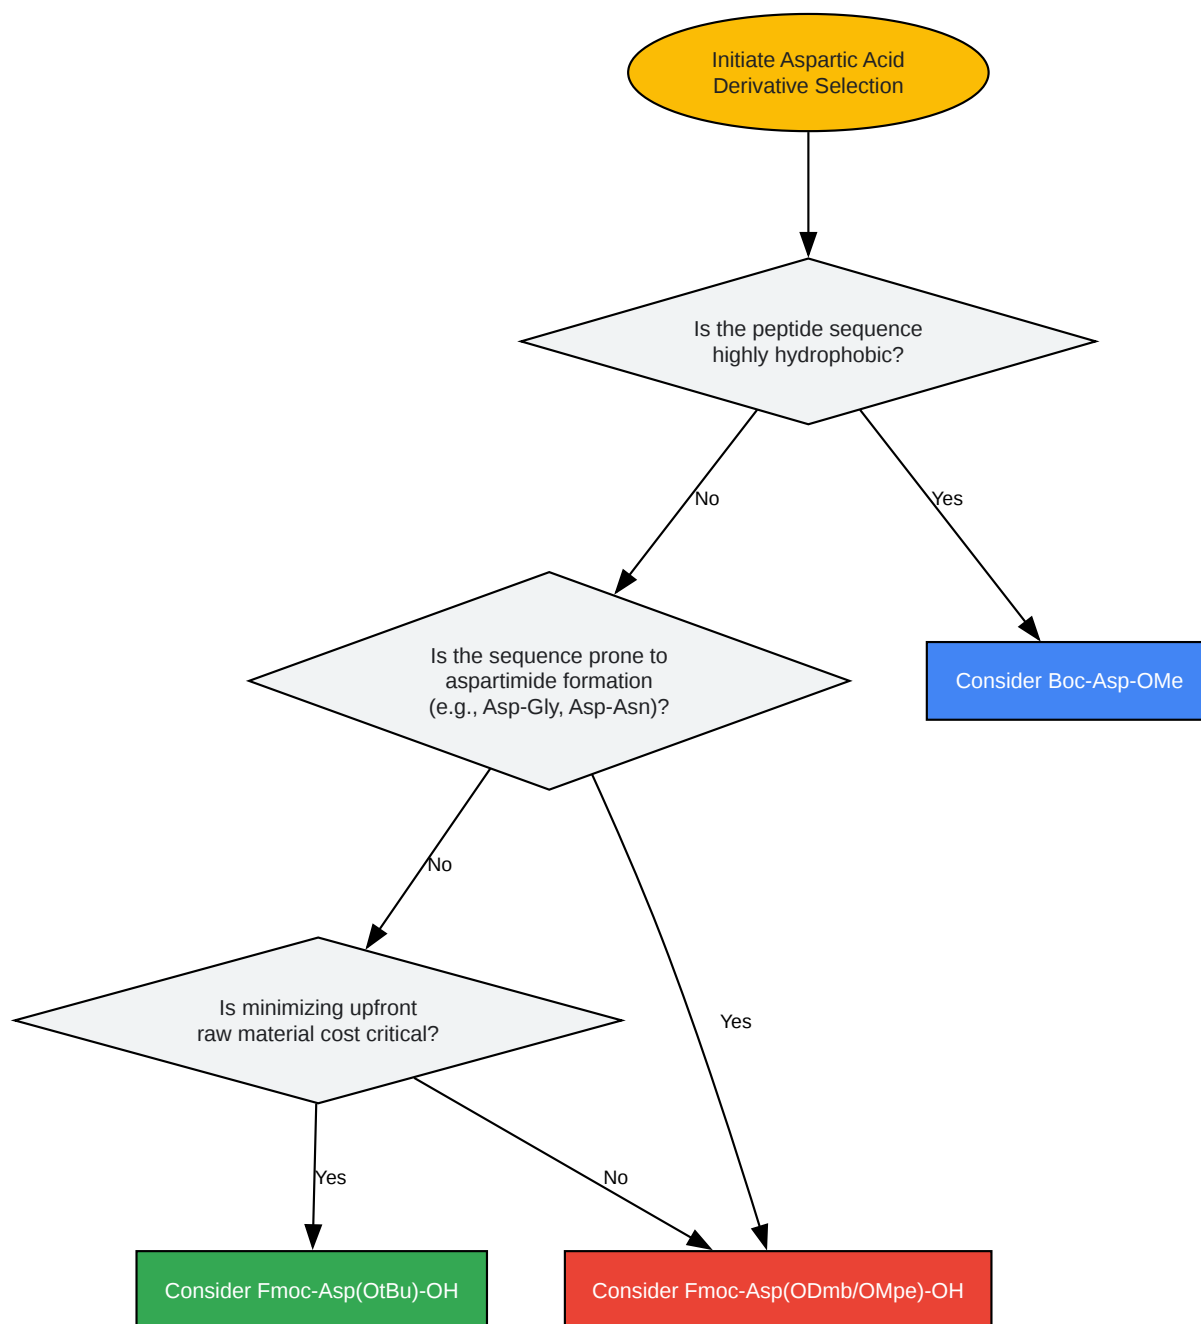 Initiate Aspartic Acid
Derivative Selection
Is the peptide sequence
highly hydrophobic?
No
Yes
Is the sequence prone to
aspartimide formation
(e.g., Asp-Gly, Asp-Asn)?
Consider Boc-Asp-OMe
No
Is minimizing upfront
raw material cost critical?
Yes
Yes
No
Consider Fmoc-Asp(OtBu)-OH
Consider Fmoc-Asp(ODmb/OMpe)-OH